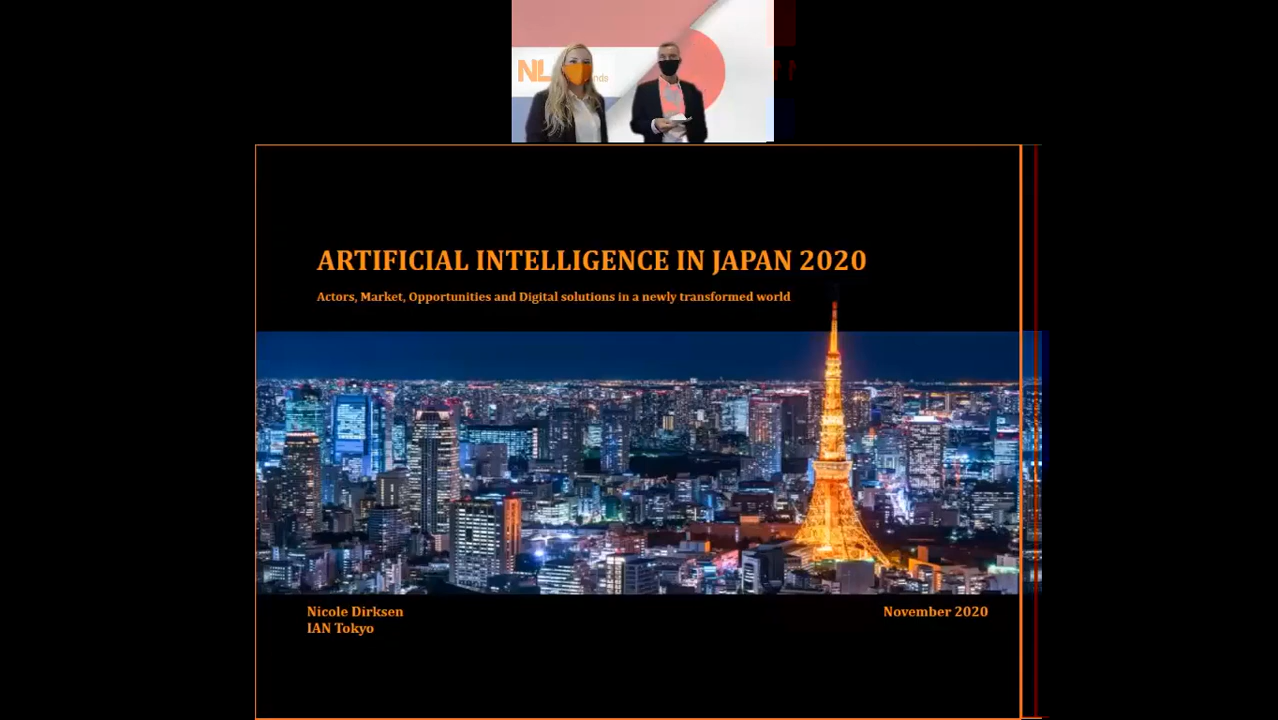 NL
nds
ARTIFICIAL INTELLIGENCE IN JAPAN 2020
Actors, Market, Opportunities and Digital solutions in a newly transformed world
Nicole Dirksen
IAN Tokyo
November 2020